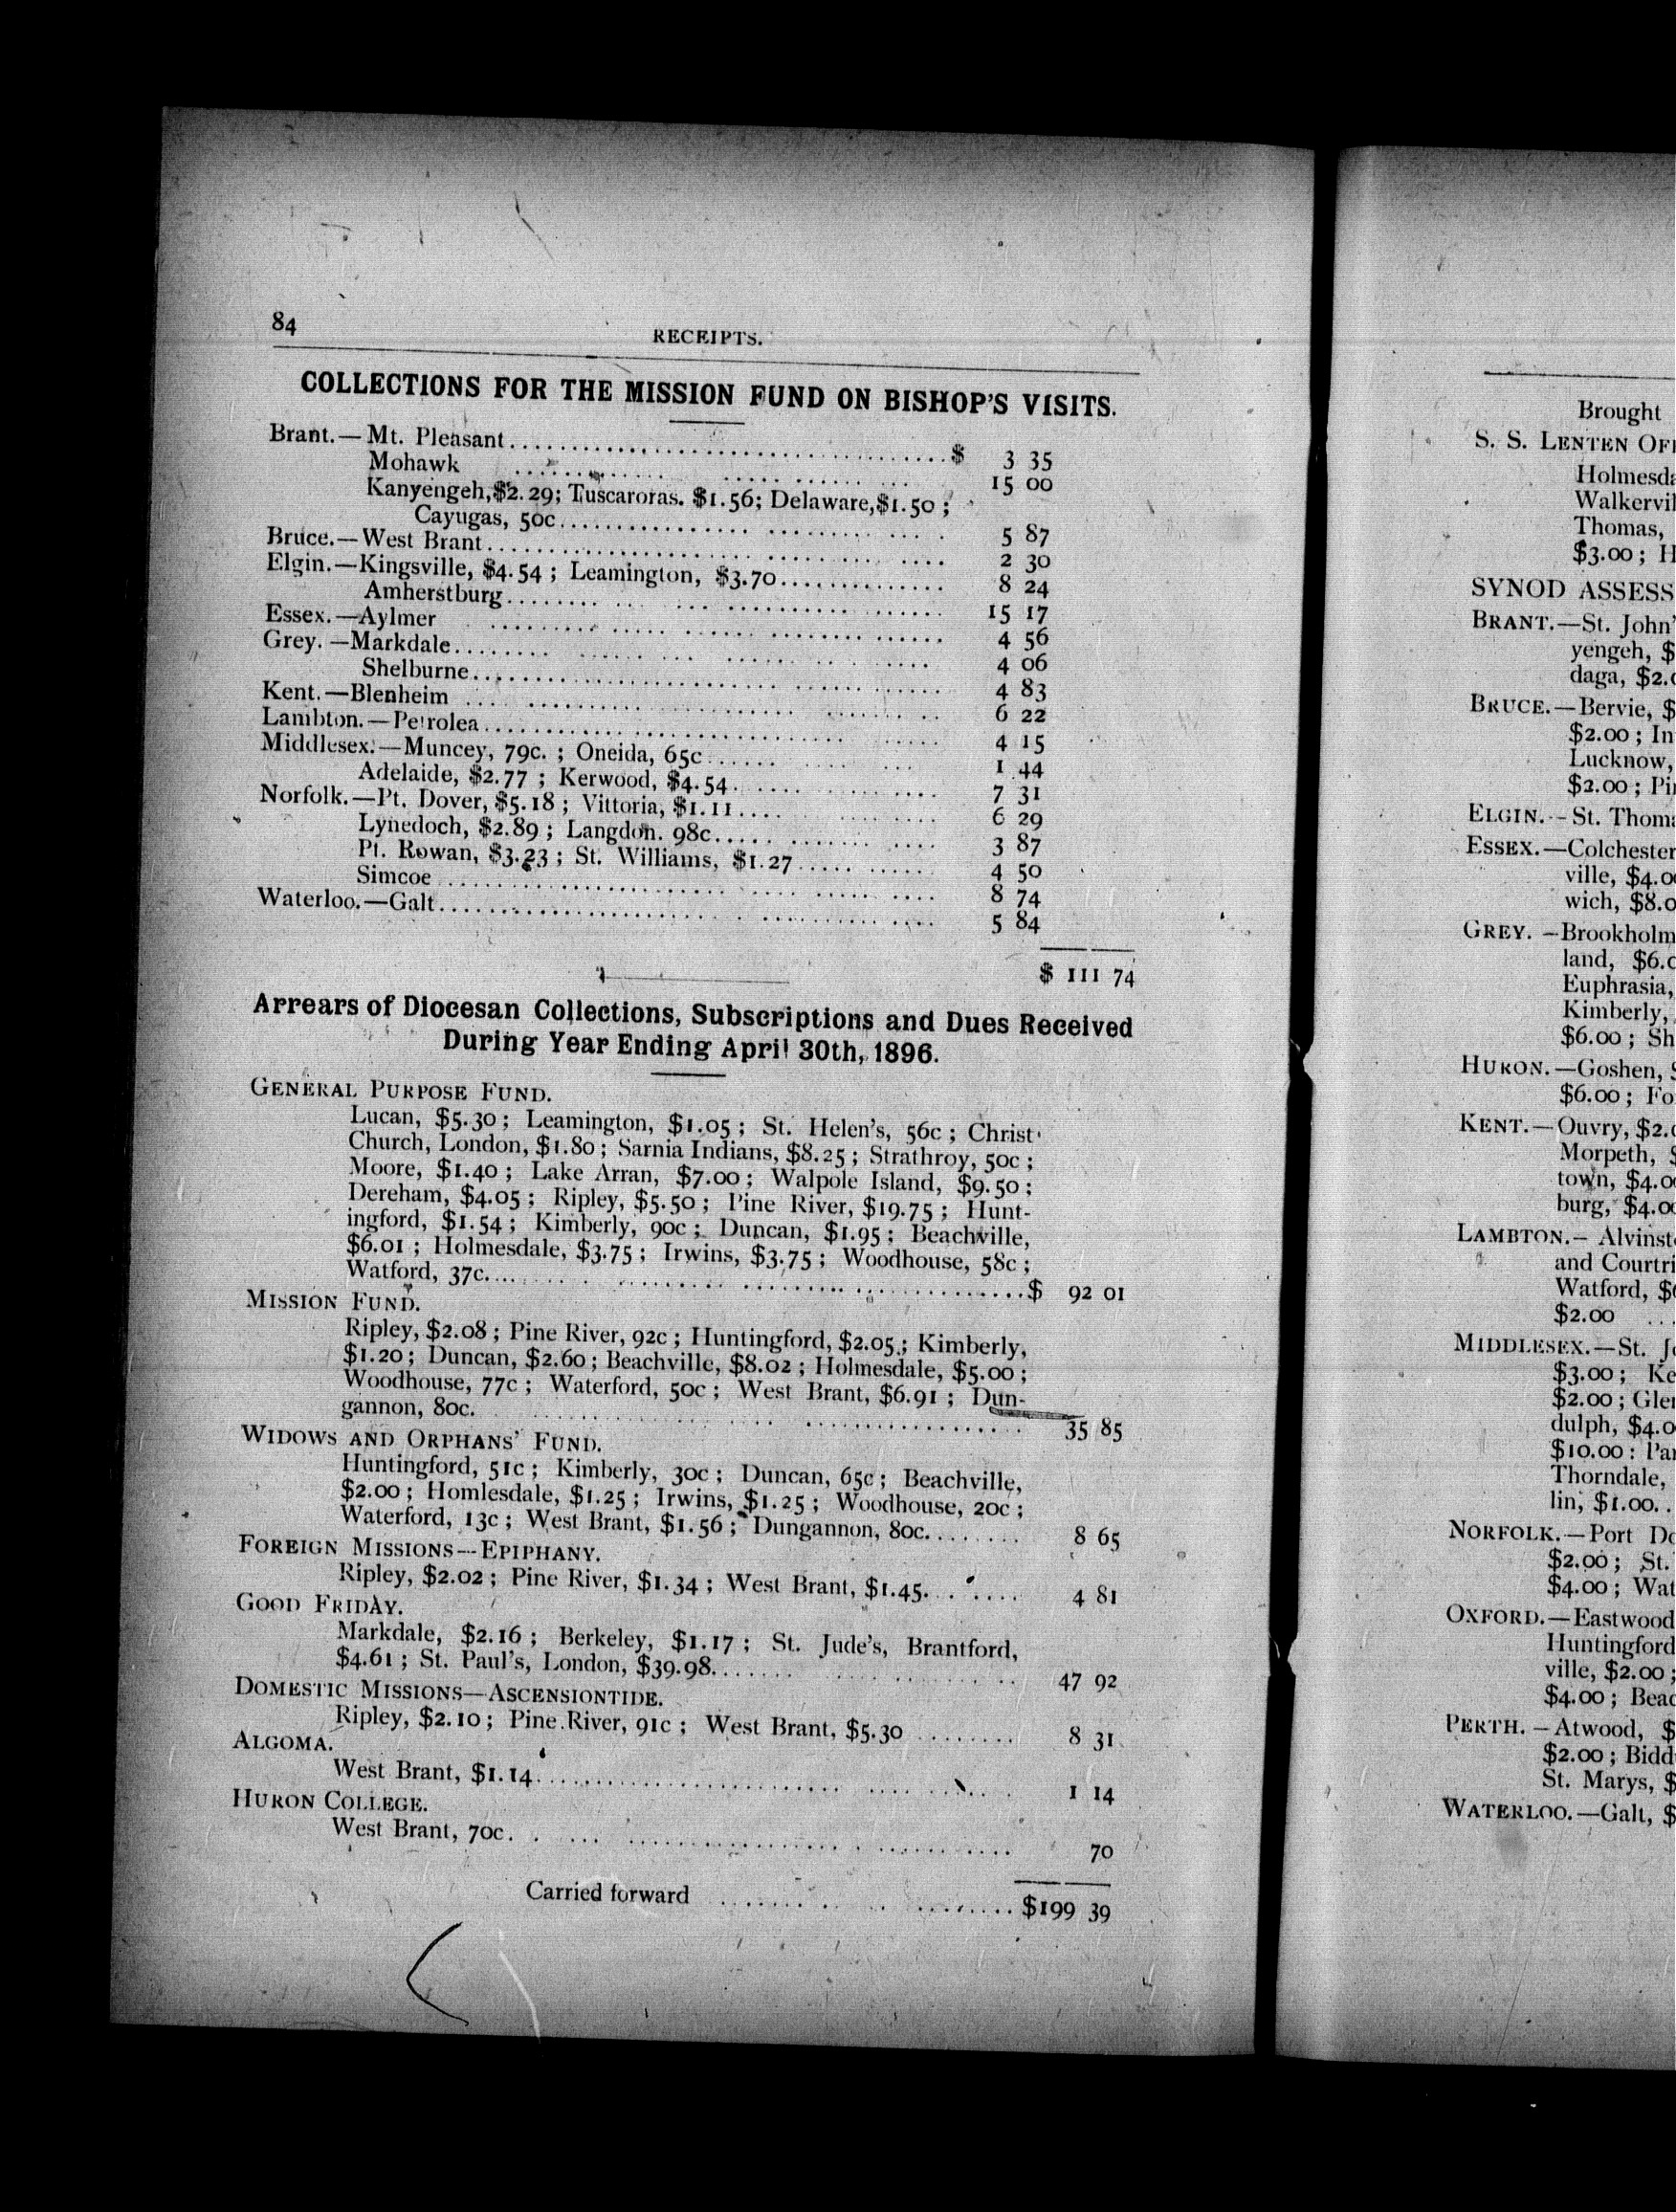 84
RECEIPTS.
COLLECTIONS FOR THE MISSION FUND ON BISHOP'S VISITS.
Brant.—Mt. Pleasant.................................$ 3 35
Mohawk .................................... 15 00
Kanyengeh,$2.29; Tuscaroras. $1.56; Delaware,$1.50;
Cayugas, 50c................................ 5 87
Bruce.—West Brant................................ 2 30
Elgin.—Kingsville, $4.54; Leamington, $3.70............... 8 24
Amherstburg................................ 15 17
Essex.—Aylmer ................................ 4 56
Grey.—Markdale................................ 4 06
Shelburne................................ 4 83
Kent.—Blenheim ................................ 6 22
Lambton.—Petrolea................................ 4 15
Middlesex.—Muncey, 79c.; Oneida, 65c................ 1 44
Adelaide, $2.77; Kerwood, $4.54................ 7 31
Norfolk.—Pt. Dover, $5.18; Vittoria, $1.11................ 6 29
Lynedoch, $2.89; Langdon. 98c................ 3 87
Pt. Rowan, $3.23; St. Williams, $1.27............ 4 50
Simcoe................................ 8 74
Waterloo.—Galt................................ 5 84
$ 111 74
Arrears of Diocesan Collections, Subscriptions and Dues Received
During Year Ending April 30th, 1896.
GENERAL PURPOSE FUND.
Lucan, $5.30; Leamington, $1.05; St. Helen's, 56c; Christ
Church, London, $1.80; Sarnia Indians, $8.25; Strathroy, 50c;
Moore, $1.40; Lake Arran, $7.00; Walpole Island, $9.50;
Dereham, $4.05; Ripley, $5.50; Pine River, $19.75; Hunt-
ingford, $1.54; Kimberly, 90c; Duncan, $1.95; Beachville,
$6.01; Holmesdale, $3.75; Irwins, $3.75; Woodhouse, 58c;
Watford, 37c................................$ 92 01
MISSION FUND.
Ripley, $2.08; Pine River, 92c; Huntingford, $2.05; Kimberly,
$1.20; Duncan, $2.60; Beachville, $8.02; Holmesdale, $5.00;
Woodhouse, 77c; Waterford, 50c; West Brant, $6.91; Dun-
gannon, 80c................................ 35 85
WIDOWS AND ORPHANS' FUND.
Huntingford, 51c; Kimberly, 30c; Duncan, 65c; Beachville,
$2.00; Homlesdale, $1.25; Irwins, $1.25; Woodhouse, 20c;
Waterford, 13c; West Brant, $1.56; Dungannon, 80c......... 8 65
FOREIGN MISSIONS—EPIPHANY.
Ripley, $2.02; Pine River, $1.34; West Brant, $1.45........ 4 81
GOOD FRIDAY.
Markdale, $2.16; Berkeley, $1.17; St. Jude's, Brantford,
$4.61; St. Paul's, London, $39.98................ 47 92
DOMESTIC MISSIONS—ASCENSIONTIDE.
Ripley, $2.10; Pine River, 91c; West Brant, $5.30 ........ 8 31
ALGOMA.
West Brant, $1.14................................ 1 14
HURON COLLEGE.
West Brant, 70c................................ 70
Carried forward ....................$199 39
Brought
S. S. LENTEN OF
Holmesda
Walkervil
Thomas,
$3.00; H
SYNOD ASSESS
BRANT.—St. John'
yengeh, $
daga, $2.
BRUCE.—Bervie, $
$2.00; In
Lucknow,
$2.00; Pi
ELGIN.—St. Thoma
ESSEX.—Colchester
ville, $4.0
wich, $8.0
GREY.—Brookholm
land, $6.
Euphrasia,
Kimberly,
$6.00; Sh
HURON.—Goshen,
$6.00; Fo
KENT.—Ouvry, $2.
Morpeth,
town, $4.0
burg, $4.0
LAMBTON.—Alvinst
and Courtri
Watford, $
$2.00 ...
MIDDLESEX.—St. J
$3.00; Ke
$2.00; Gle
dulph, $4.0
$10.00: Pa
Thorndale,
lin, $1.00..
NORFOLK.—Port D
$2.00; St.
$4.00; Wat
OXFORD.—Eastwood
Huntingford
ville, $2.00;
$4.00; Beac
PERTH.—Atwood, $
$2.00; Bidd
St. Marys, $
WATERLOO.—Galt, $